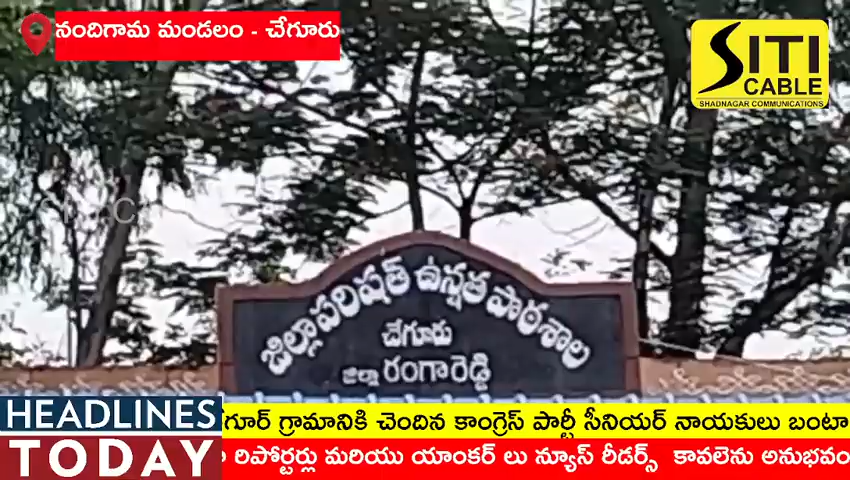 నందిగామ మండలం - చేగూరు
SITI
CABLE
SHADNAGAR COMMUNICATIONS
జిల్లా పరిషత్ ఉన్నత పాఠశాల
చేగూరు
జిల్లా రంగారెడ్డి
HEADLINES
TODAY
గూర్ గ్రామానికి చెందిన కాంగ్రెస్ పార్టీ సీనియర్ నాయకులు బంటా
రిపోర్టర్లు మరియు యాంకర్ లు న్యూస్ రీడర్స్ కావలెను అనుభవం